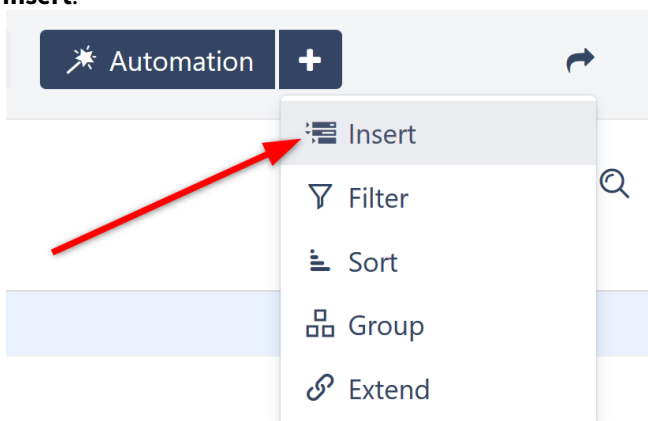 Insert.
Automation +
Insert
Filter
Sort
Group
Extend